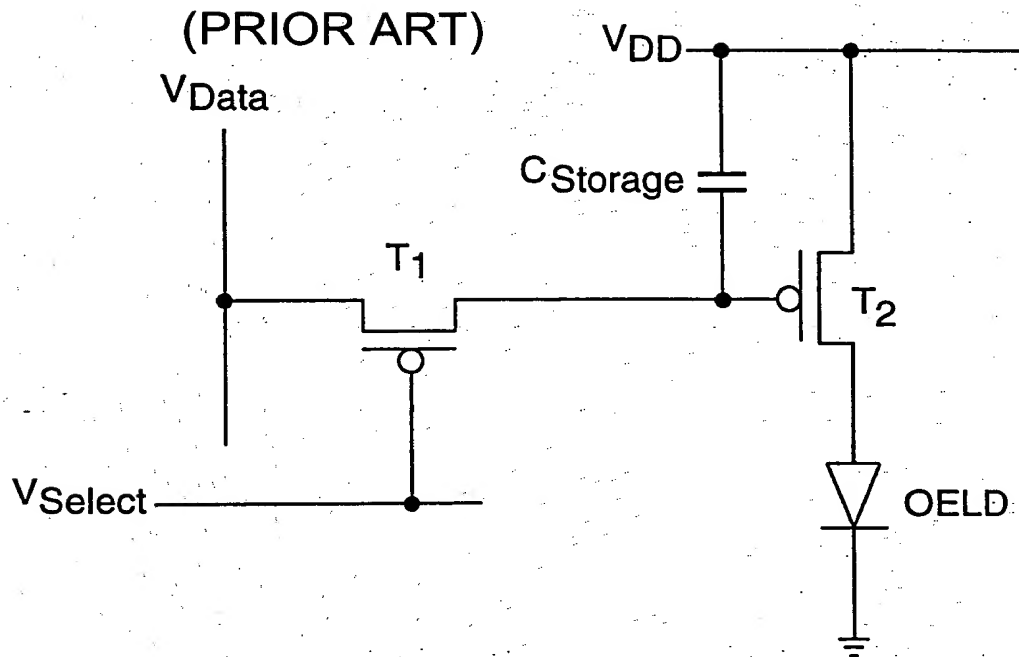 (PRIOR ART)
VDD
VData
CStorage
T1
T2
VSelect
OELD